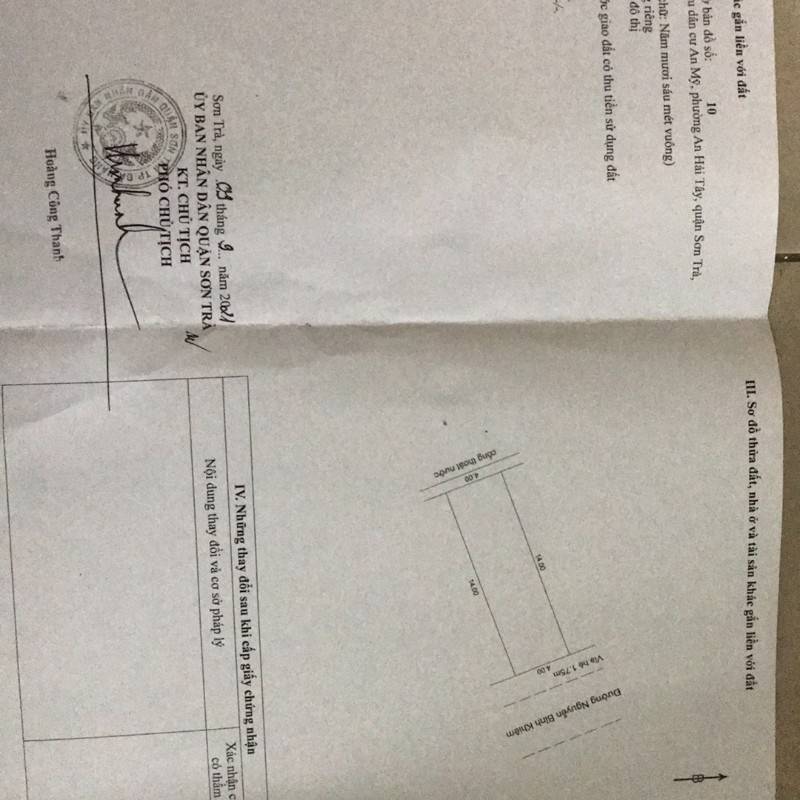 ác gắn liền với đất
y bản đồ số: 10
u dân cư An Mỹ, phường An Hải Tây, quận Sơn Trà,
chữ: Năm mươi sáu mét vuông)
g riêng
đô thị
ớc giao đất có thu tiền sử dụng đất
Sơn Trà, ngày 03 tháng 9... năm 2001
ỦY BAN NHÂN DÂN QUẬN SƠN TRÀ
KT. CHỦ TỊCH
PHÓ CHỦ TỊCH
Hoàng Công Thanh
III. Sơ đồ thửa đất, nhà ở và tài sản khác gắn liền với đất
B
Đường Nguyễn Bỉnh Khiêm
Vỉa hè 1.75m
4.00
14.00
14.00
4.00
cống thoát nước
IV. Những thay đổi sau khi cấp giấy chứng nhận
Nội dung thay đổi và cơ sở pháp lý
Xác nhận c
có thẩm